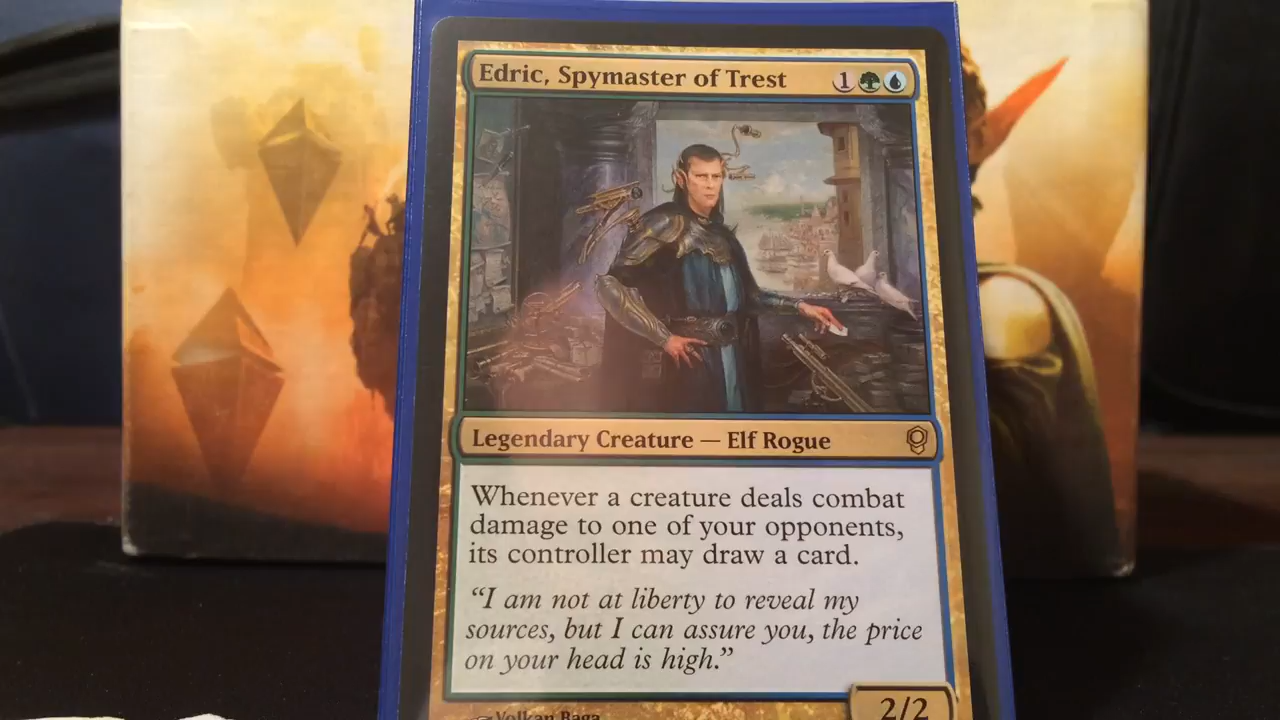 Edric, Spymaster of Trest 1
Legendary Creature — Elf Rogue
Whenever a creature deals combat
damage to one of your opponents,
its controller may draw a card.
“I am not at liberty to reveal my
sources, but I can assure you, the price
on your head is high.”
2/2
Volkan Baga